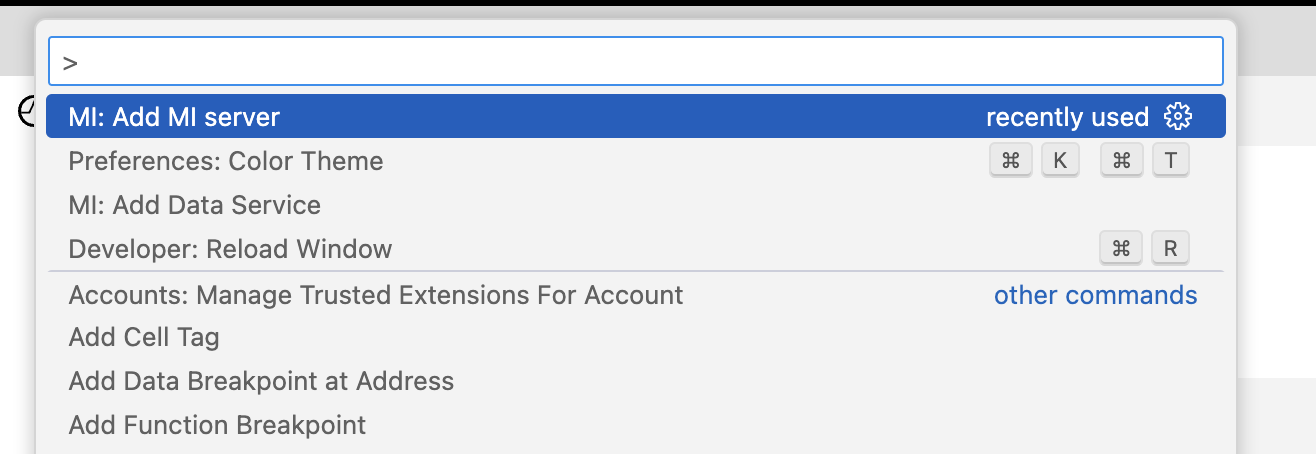 >
MI: Add MI server recently used
Preferences: Color Theme ⌘ K ⌘ T
MI: Add Data Service
Developer: Reload Window ⌘ R
Accounts: Manage Trusted Extensions For Account other commands
Add Cell Tag
Add Data Breakpoint at Address
Add Function Breakpoint